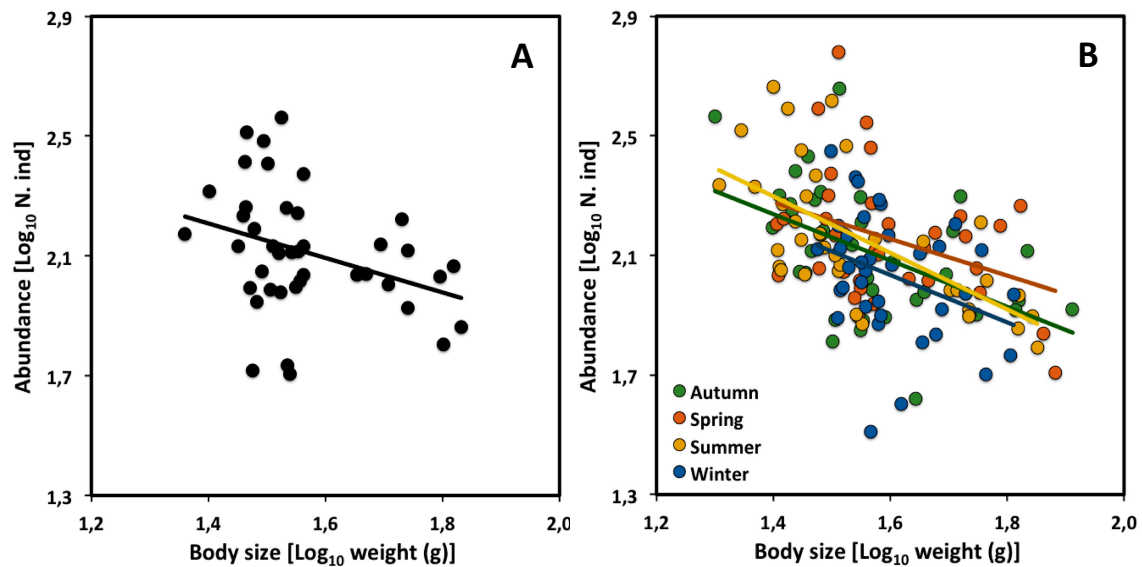 A
Abundance [Log10 N. ind]
2,9
2,5
2,1
1,7
1,3
1,2
1,4
1,6
1,8
2,0
Body size [Log10 weight (g)]
B
Abundance [Log10 N. ind]
2,9
2,5
2,1
1,7
1,3
Autumn
Spring
Summer
Winter
1,2
1,4
1,6
1,8
2,0
Body size [Log10 weight (g)]